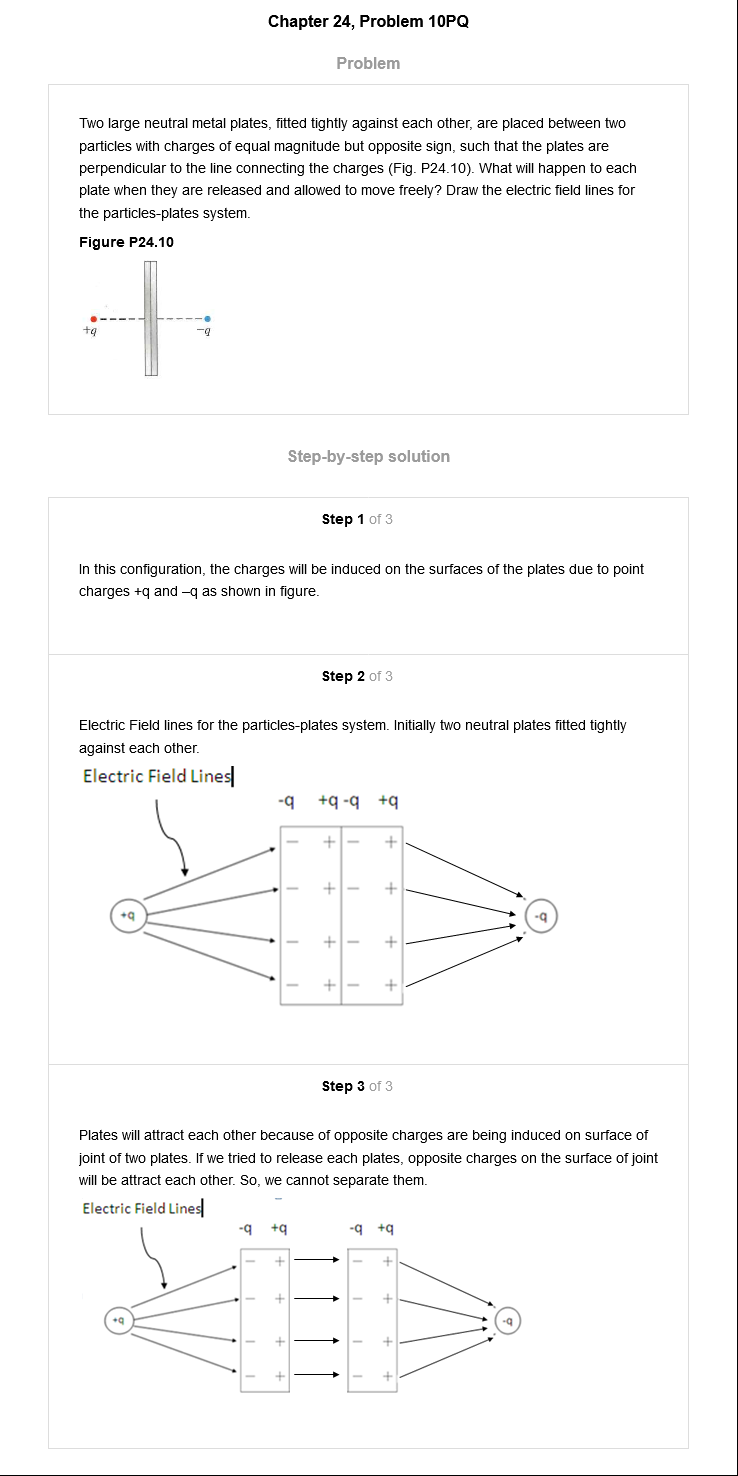 Chapter 24, Problem 10PQ
Problem
Two large neutral metal plates, fitted tightly against each other, are placed between two
particles with charges of equal magnitude but opposite sign, such that the plates are
perpendicular to the line connecting the charges (Fig. P24.10). What will happen to each
plate when they are released and allowed to move freely? Draw the electric field lines for
the particles-plates system.
Figure P24.10
+q –q
Step-by-step solution
Step 1 of 3
In this configuration, the charges will be induced on the surfaces of the plates due to point
charges +q and –q as shown in figure.
Step 2 of 3
Electric Field lines for the particles-plates system. Initially two neutral plates fitted tightly
against each other.
Electric Field Lines
-q +q -q +q
− + − +
− + − +
+q -q
− + − +
− + − +
Step 3 of 3
Plates will attract each other because of opposite charges are being induced on surface of
joint of two plates. If we tried to release each plates, opposite charges on the surface of joint
will be attract each other. So, we cannot separate them.
Electric Field Lines
-q +q -q +q
− + − +
− + − +
+q -q
− + − +
− + − +